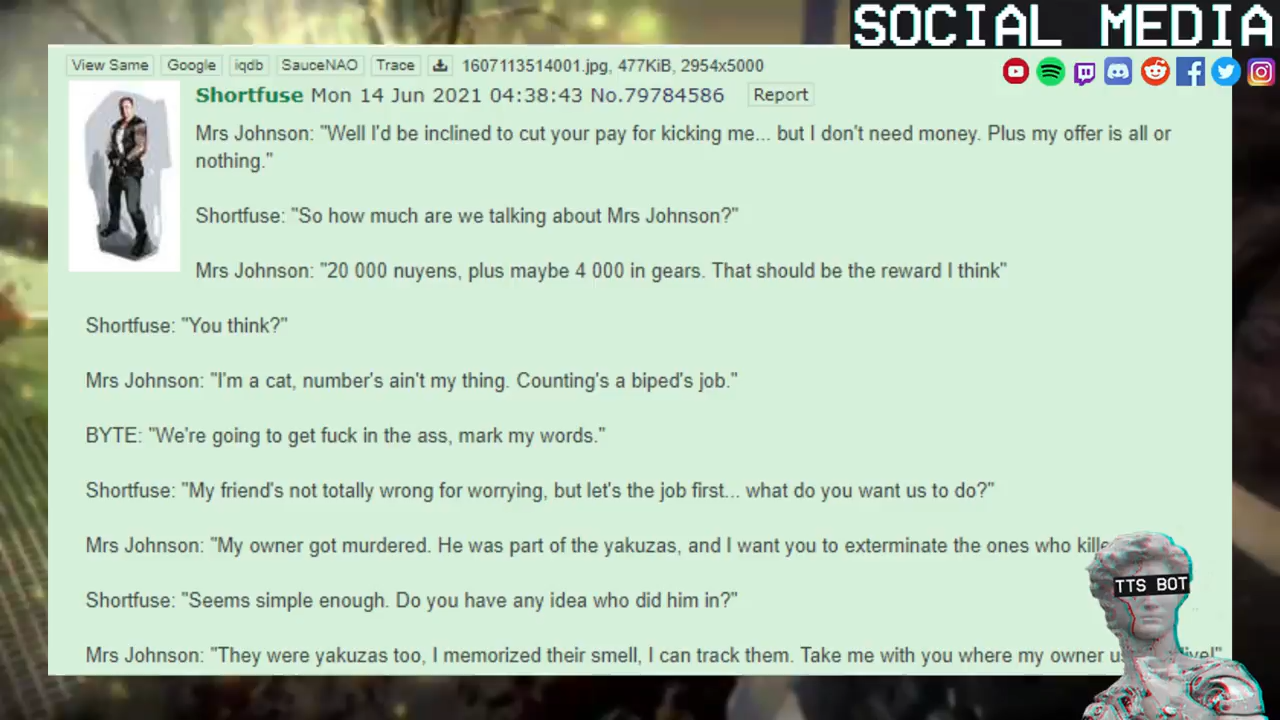 SOCIAL MEDIA
View Same Google iqdb SauceNAO Trace 1607113514001.jpg, 477KiB, 2954x5000
Shortfuse Mon 14 Jun 2021 04:38:43 No.79784586 Report
Mrs Johnson: "Well I'd be inclined to cut your pay for kicking me... but I don't need money. Plus my offer is all or
nothing."
Shortfuse: "So how much are we talking about Mrs Johnson?"
Mrs Johnson: "20 000 nuyens, plus maybe 4 000 in gears. That should be the reward I think"
Shortfuse: "You think?"
Mrs Johnson: "I'm a cat, number's ain't my thing. Counting's a biped's job."
BYTE: "We're going to get fuck in the ass, mark my words."
Shortfuse: "My friend's not totally wrong for worrying, but let's the job first... what do you want us to do?"
Mrs Johnson: "My owner got murdered. He was part of the yakuzas, and I want you to exterminate the ones who
Shortfuse: "Seems simple enough. Do you have any idea who did him in?"
Mrs Johnson: "They were yakuzas too, I memorized their smell, I can track them. Take me with you where my owner
TTS BOT